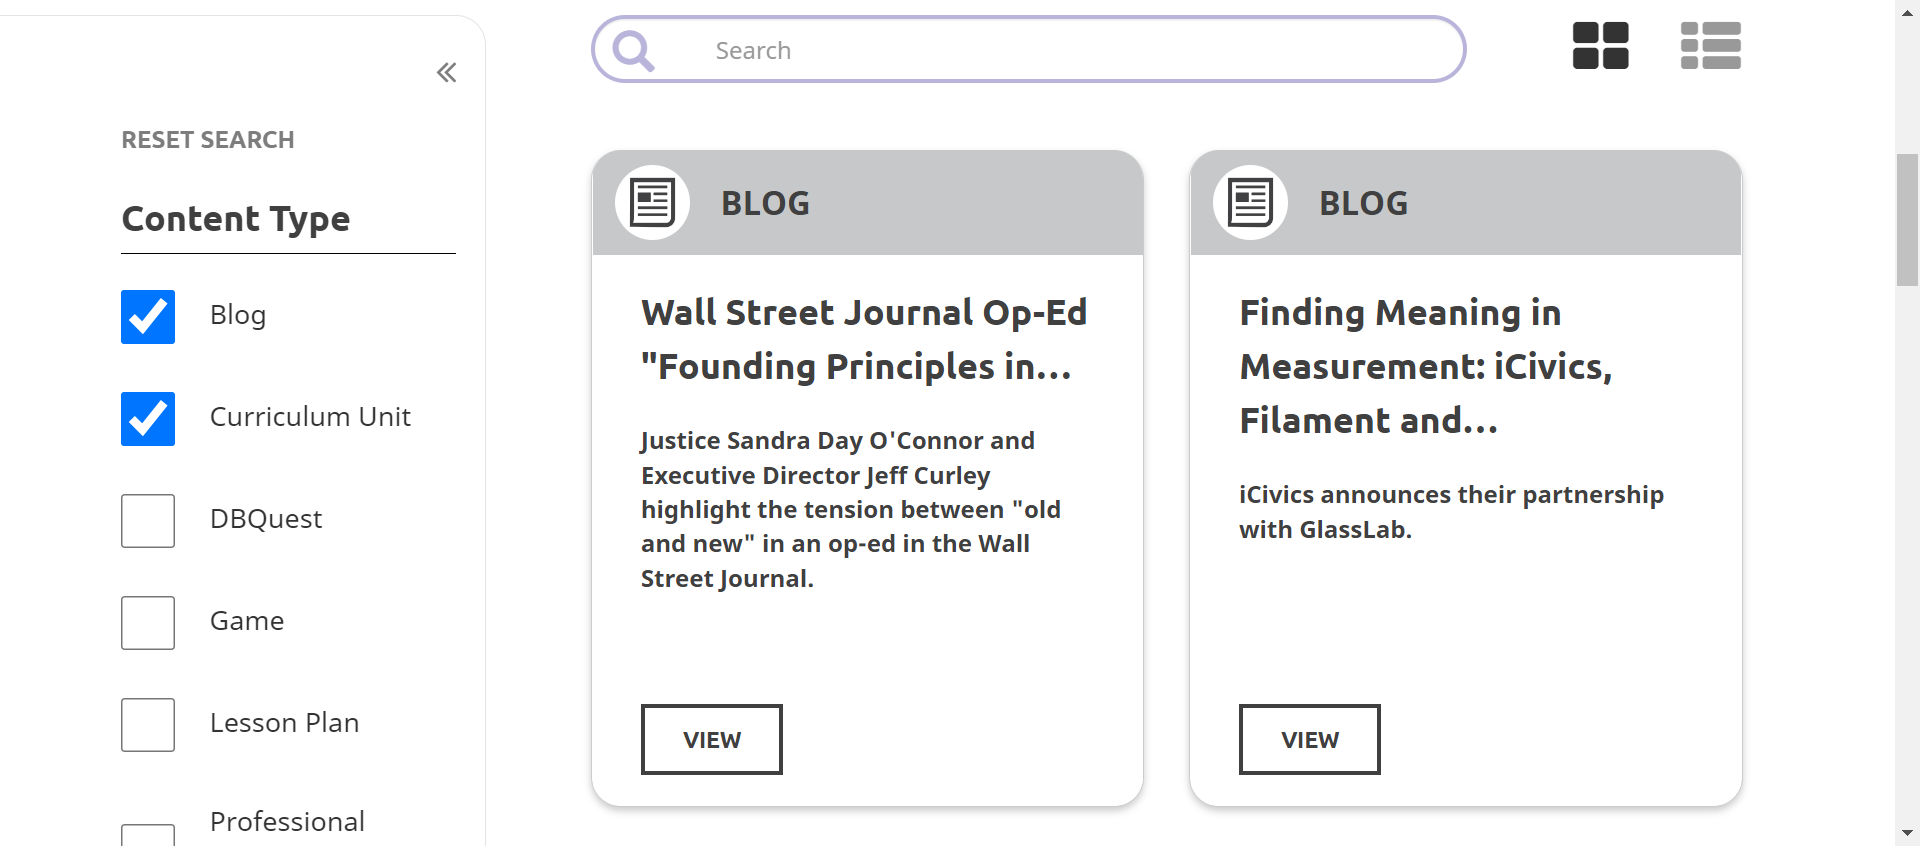 RESET SEARCH
Content Type
Blog
Curriculum Unit
DBQuest
Game
Lesson Plan
Professional
Search
BLOG
Wall Street Journal Op-Ed
"Founding Principles in...
Justice Sandra Day O'Connor and
Executive Director Jeff Curley
highlight the tension between "old
and new" in an op-ed in the Wall
Street Journal.
VIEW
BLOG
Finding Meaning in
Measurement: iCivics,
Filament and...
iCivics announces their partnership
with GlassLab.
VIEW